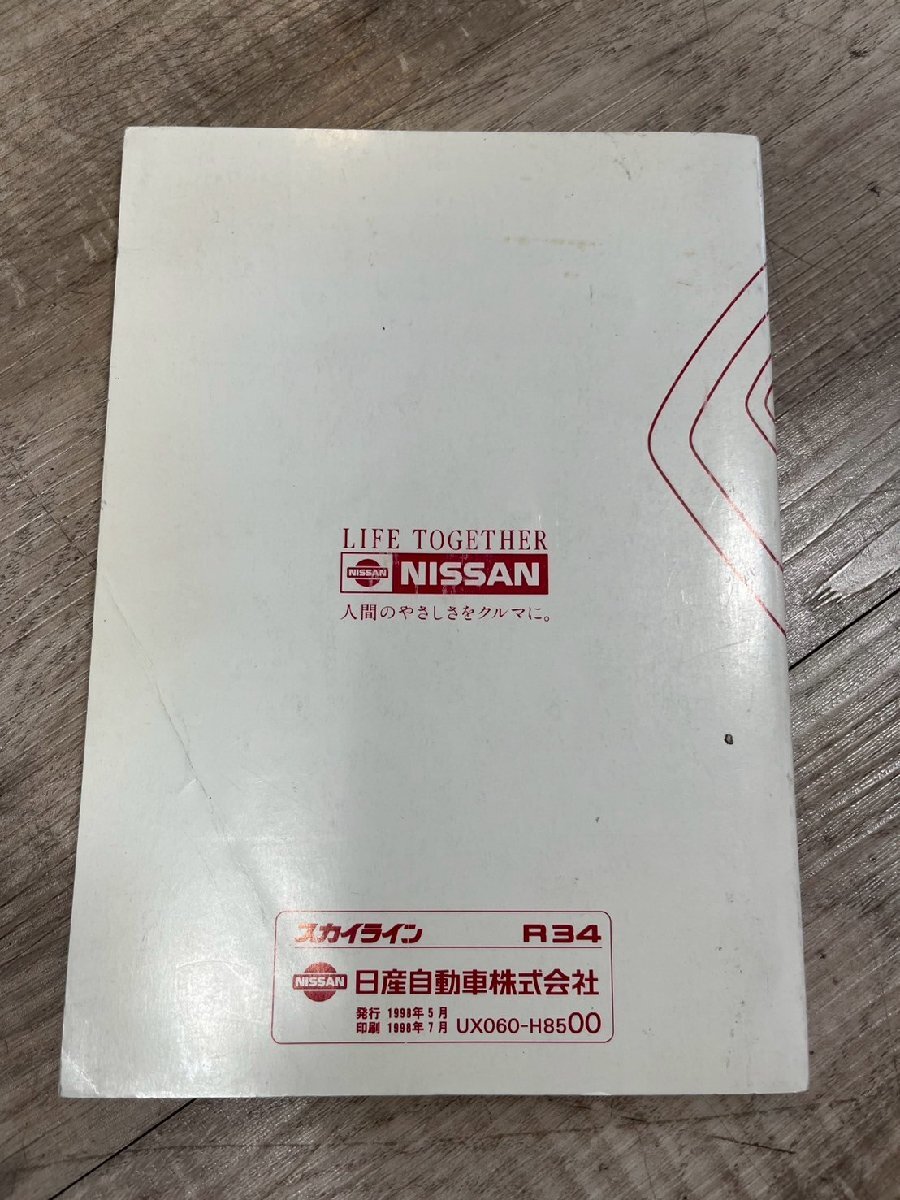 LIFE TOGETHER
NISSAN NISSAN
人間のやさしさをクルマに。
スカイライン R34
NISSAN 日産自動車株式会社
発行 1998年5月
印刷 1998年7月 UX060-H8500